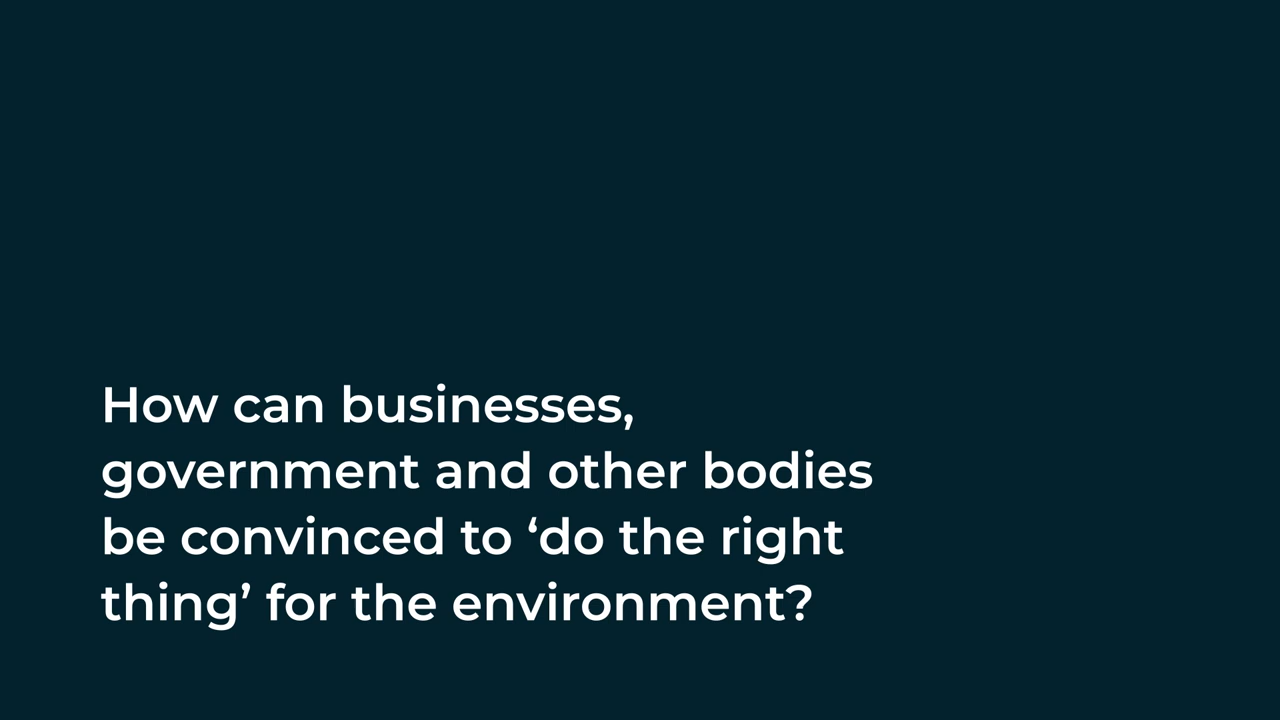 How can businesses,
government and other bodies
be convinced to ‘do the right
thing’ for the environment?